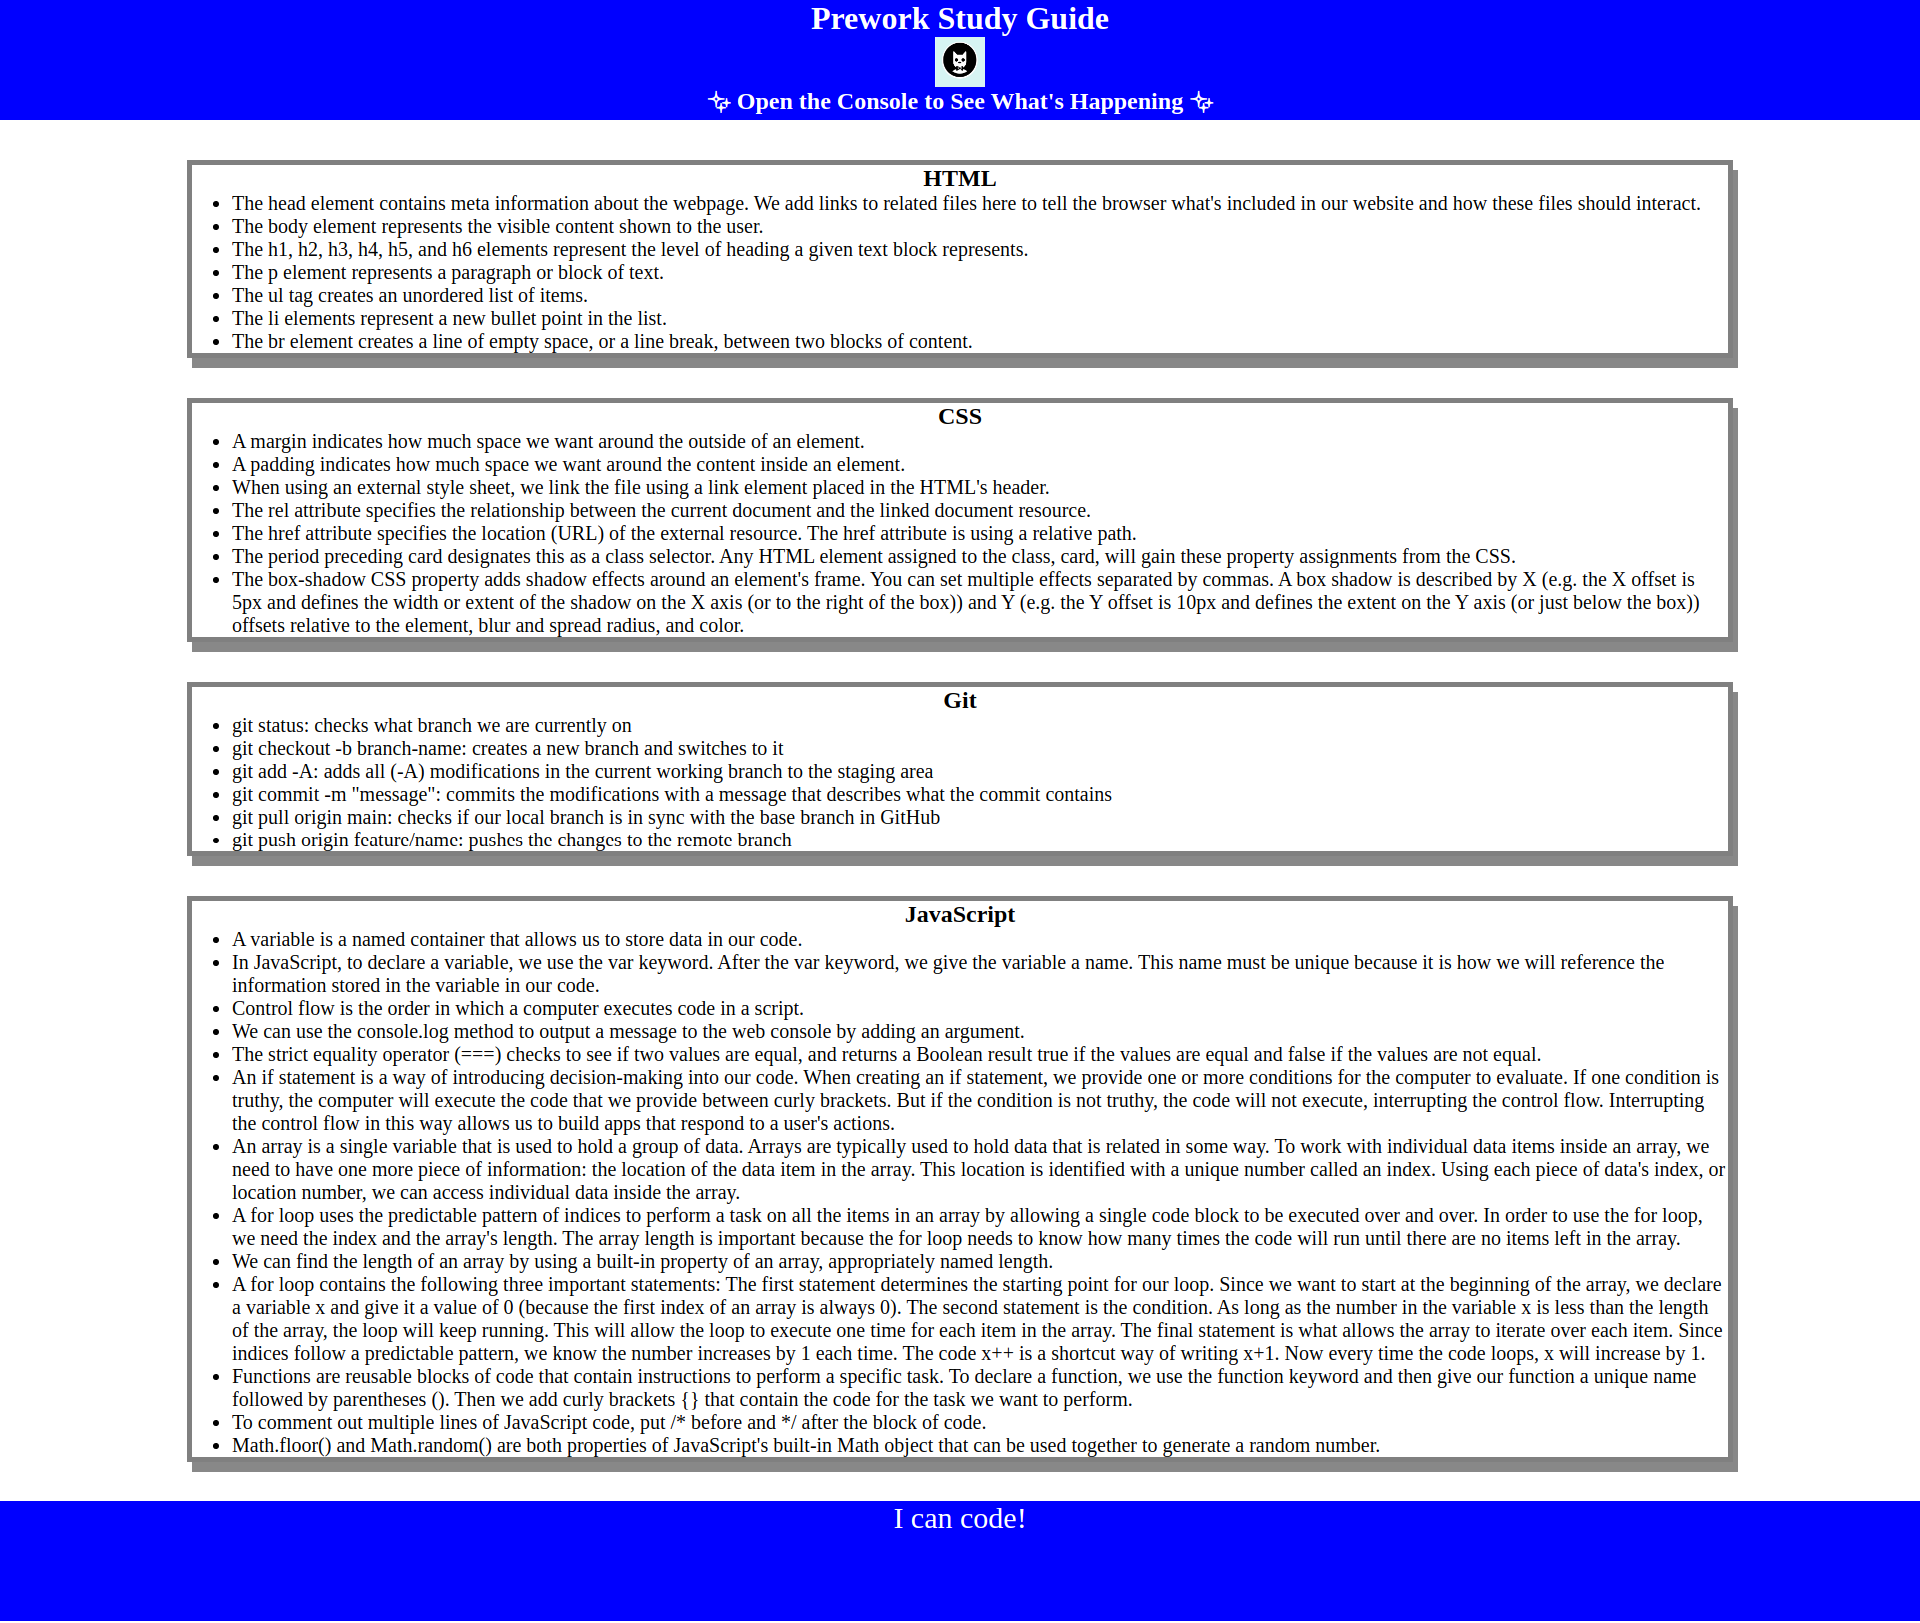 Prework Study Guide
✨ Open the Console to See What's Happening ✨
HTML
• The head element contains meta information about the webpage. We add links to related files here to tell the browser what's included in our website and how these files should interact.
• The body element represents the visible content shown to the user.
• The h1, h2, h3, h4, h5, and h6 elements represent the level of heading a given text block represents.
• The p element represents a paragraph or block of text.
• The ul tag creates an unordered list of items.
• The li elements represent a new bullet point in the list.
• The br element creates a line of empty space, or a line break, between two blocks of content.
CSS
• A margin indicates how much space we want around the outside of an element.
• A padding indicates how much space we want around the content inside an element.
• When using an external style sheet, we link the file using a link element placed in the HTML's header.
• The rel attribute specifies the relationship between the current document and the linked document resource.
• The href attribute specifies the location (URL) of the external resource. The href attribute is using a relative path.
• The period preceding card designates this as a class selector. Any HTML element assigned to the class, card, will gain these property assignments from the CSS.
• The box-shadow CSS property adds shadow effects around an element's frame. You can set multiple effects separated by commas. A box shadow is described by X (e.g. the X offset is
5px and defines the width or extent of the shadow on the X axis (or to the right of the box)) and Y (e.g. the Y offset is 10px and defines the extent on the Y axis (or just below the box))
offsets relative to the element, blur and spread radius, and color.
Git
• git status: checks what branch we are currently on
• git checkout -b branch-name: creates a new branch and switches to it
• git add -A: adds all (-A) modifications in the current working branch to the staging area
• git commit -m "message": commits the modifications with a message that describes what the commit contains
• git pull origin main: checks if our local branch is in sync with the base branch in GitHub
• git push origin feature/name: pushes the changes to the remote branch
JavaScript
• A variable is a named container that allows us to store data in our code.
• In JavaScript, to declare a variable, we use the var keyword. After the var keyword, we give the variable a name. This name must be unique because it is how we will reference the
information stored in the variable in our code.
• Control flow is the order in which a computer executes code in a script.
• We can use the console.log method to output a message to the web console by adding an argument.
• The strict equality operator (===) checks to see if two values are equal, and returns a Boolean result true if the values are equal and false if the values are not equal.
• An if statement is a way of introducing decision-making into our code. When creating an if statement, we provide one or more conditions for the computer to evaluate. If one condition is
truthy, the computer will execute the code that we provide between curly brackets. But if the condition is not truthy, the code will not execute, interrupting the control flow. Interrupting
the control flow in this way allows us to build apps that respond to a user's actions.
• An array is a single variable that is used to hold a group of data. Arrays are typically used to hold data that is related in some way. To work with individual data items inside an array, we
need to have one more piece of information: the location of the data item in the array. This location is identified with a unique number called an index. Using each piece of data's index, or
location number, we can access individual data inside the array.
• A for loop uses the predictable pattern of indices to perform a task on all the items in an array by allowing a single code block to be executed over and over. In order to use the for loop,
we need the index and the array's length. The array length is important because the for loop needs to know how many times the code will run until there are no items left in the array.
• We can find the length of an array by using a built-in property of an array, appropriately named length.
• A for loop contains the following three important statements: The first statement determines the starting point for our loop. Since we want to start at the beginning of the array, we declare
a variable x and give it a value of 0 (because the first index of an array is always 0). The second statement is the condition. As long as the number in the variable x is less than the length
of the array, the loop will keep running. This will allow the loop to execute one time for each item in the array. The final statement is what allows the array to iterate over each item. Since
indices follow a predictable pattern, we know the number increases by 1 each time. The code x++ is a shortcut way of writing x+1. Now every time the code loops, x will increase by 1.
• Functions are reusable blocks of code that contain instructions to perform a specific task. To declare a function, we use the function keyword and then give our function a unique name
followed by parentheses (). Then we add curly brackets {} that contain the code for the task we want to perform.
• To comment out multiple lines of JavaScript code, put /* before and */ after the block of code.
• Math.floor() and Math.random() are both properties of JavaScript's built-in Math object that can be used together to generate a random number.
I can code!